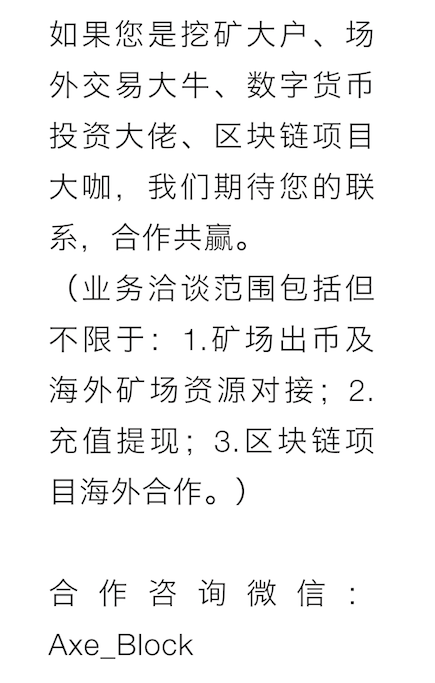 如果您是挖矿大户、场
外交易大牛、数字货币
投资大佬、区块链项目
大咖，我们期待您的联
系，合作共赢。
（业务洽谈范围包括但
不限于：1.矿场出币及
海外矿场资源对接；2.
充值提现；3.区块链项
目海外合作。）
合作咨询微信：
Axe_Block